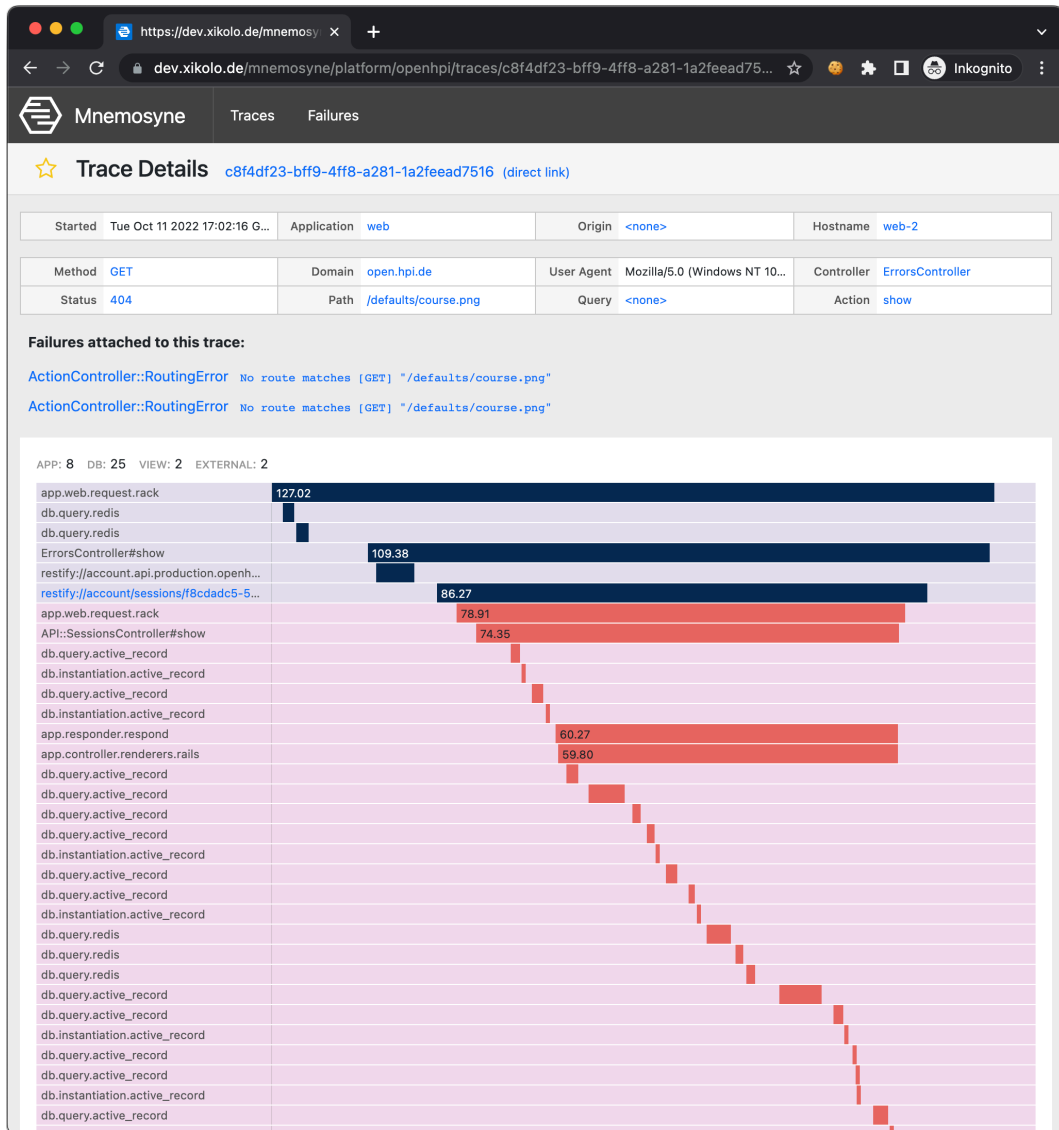 https://dev.xikolo.de/mnemosy
dev.xikolo.de/mnemosyne/platform/openhpi/traces/c8f4df23-bff9-4ff8-a281-1a2feead75... Inkognito
Mnemosyne Traces Failures
Trace Details c8f4df23-bff9-4ff8-a281-1a2feead7516 (direct link)
Started Tue Oct 11 2022 17:02:16 G... Application web Origin <none> Hostname web-2
Method GET Domain open.hpi.de User Agent Mozilla/5.0 (Windows NT 10... Controller ErrorsController
Status 404 Path /defaults/course.png Query <none> Action show
Failures attached to this trace:
ActionController::RoutingError No route matches [GET] "/defaults/course.png"
ActionController::RoutingError No route matches [GET] "/defaults/course.png"
APP: 8 DB: 25 VIEW: 2 EXTERNAL: 2
app.web.request.rack 127.02
db.query.redis
db.query.redis
ErrorsController#show 109.38
restify://account.api.production.openh...
restify://account/sessions/f8cdadc5-5... 86.27
app.web.request.rack 78.91
API::SessionsController#show 74.35
db.query.active_record
db.instantiation.active_record
db.query.active_record
db.instantiation.active_record
app.responder.respond 60.27
app.controller.renderers.rails 59.80
db.query.active_record
db.query.active_record
db.query.active_record
db.query.active_record
db.instantiation.active_record
db.query.active_record
db.query.active_record
db.instantiation.active_record
db.query.redis
db.query.redis
db.query.redis
db.query.active_record
db.query.active_record
db.instantiation.active_record
db.query.active_record
db.query.active_record
db.instantiation.active_record
db.query.active_record